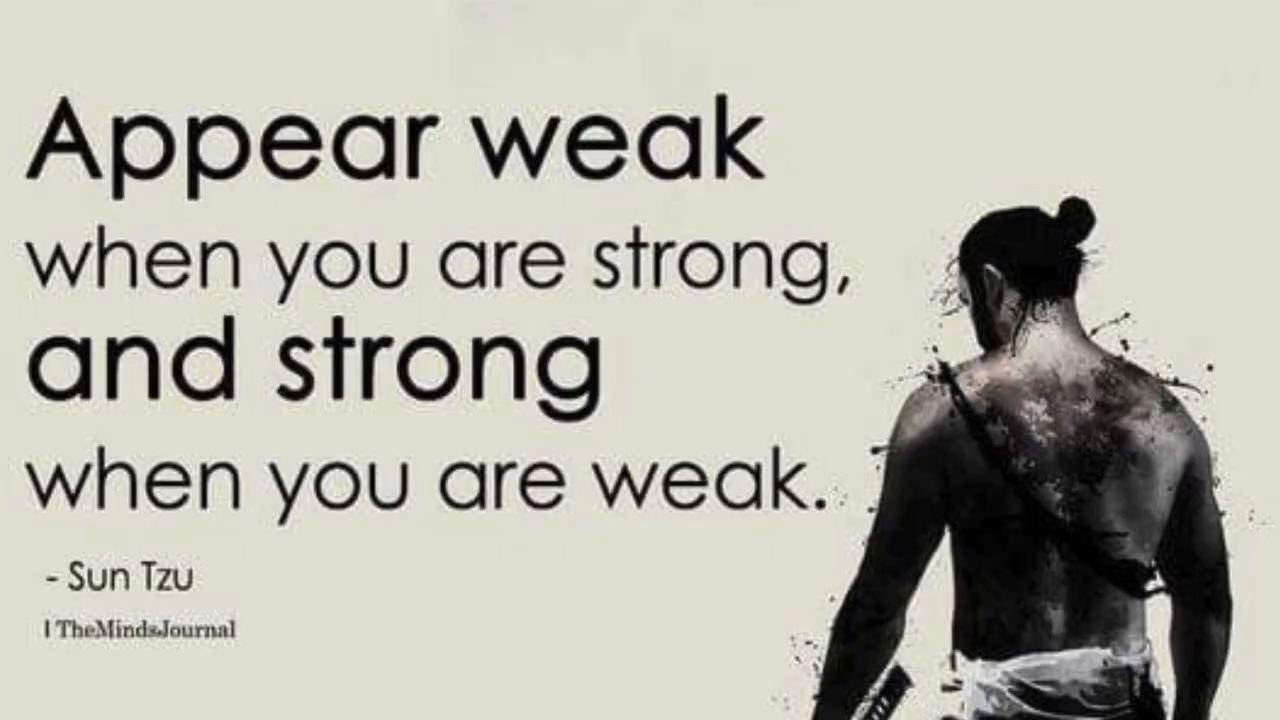 Appear weak
when you are strong,
and strong
when you are weak.
- Sun Tzu
| TheMindsJournal